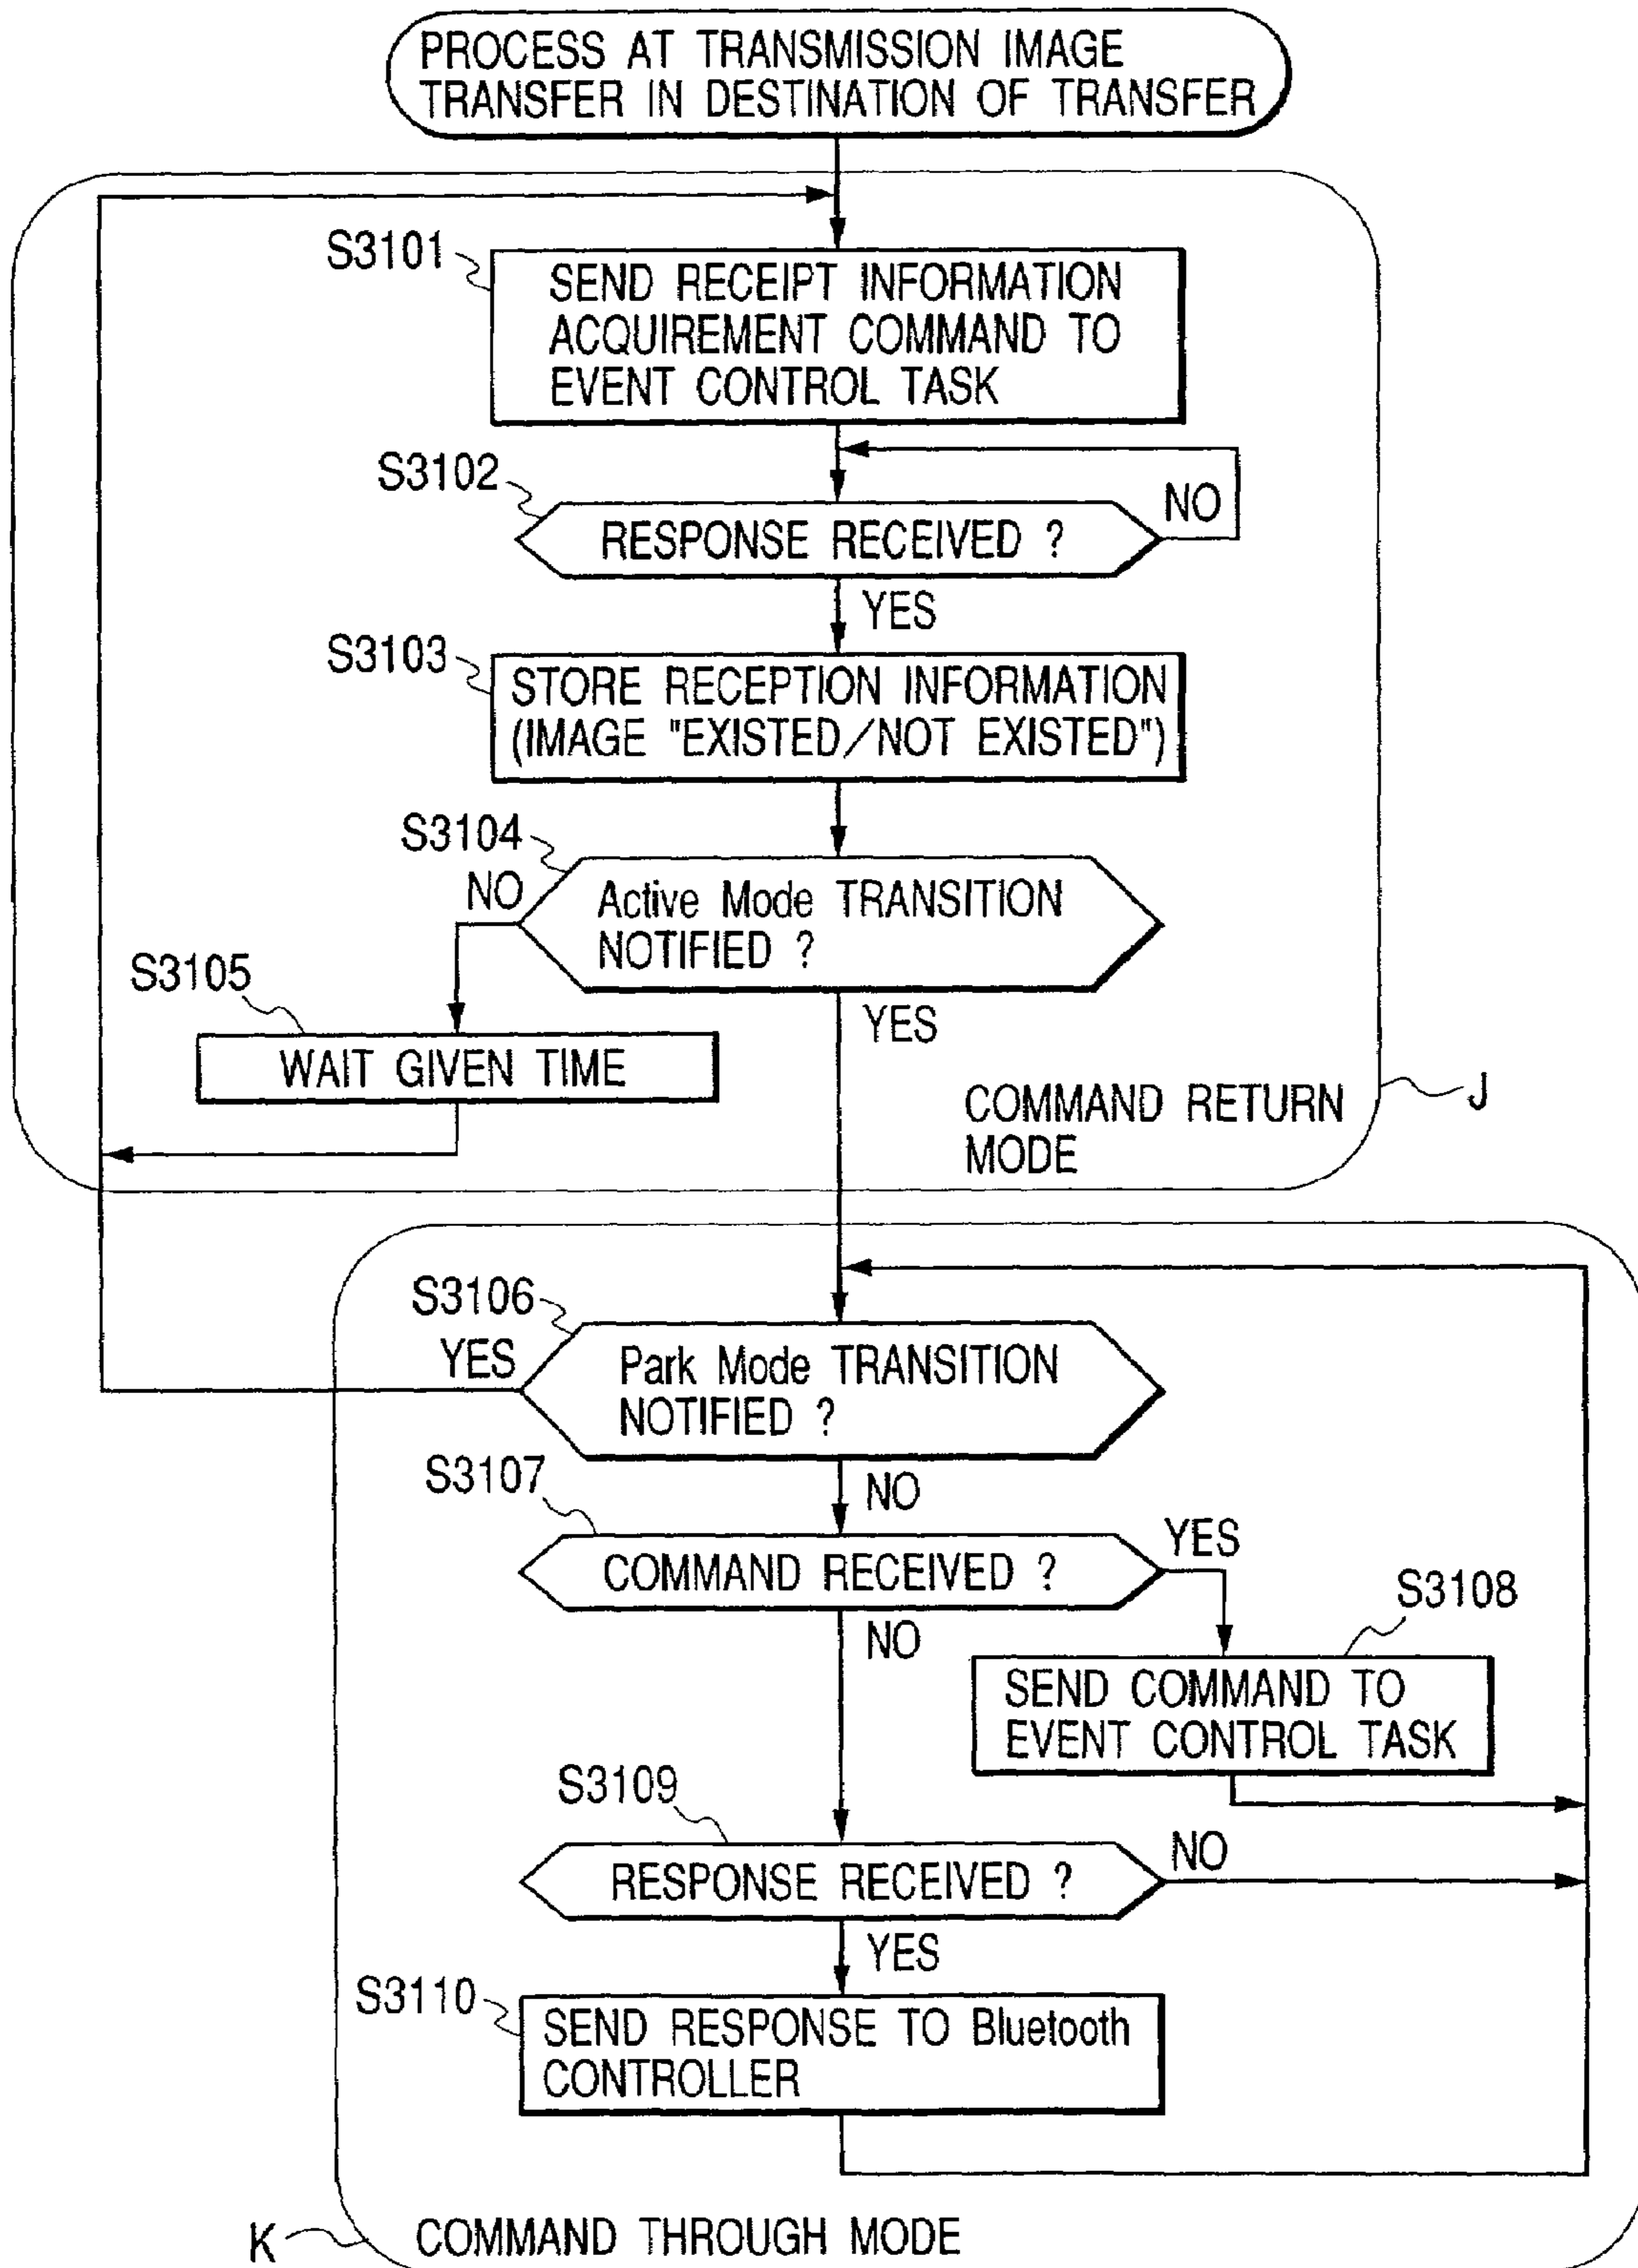 PROCESS AT TRANSMISSION IMAGE
TRANSFER IN DESTINATION OF TRANSFER
S3101
SEND RECEIPT INFORMATION
ACQUIREMENT COMMAND TO
EVENT CONTROL TASK
S3102
RESPONSE RECEIVED ?
NO
YES
S3103
STORE RECEPTION INFORMATION
(IMAGE "EXISTED/NOT EXISTED")
S3104
NO
Active Mode TRANSITION
NOTIFIED ?
S3105
YES
WAIT GIVEN TIME
COMMAND RETURN
MODE
J
S3106
YES
Park Mode TRANSITION
NOTIFIED ?
S3107
NO
COMMAND RECEIVED ?
YES
NO
S3108
SEND COMMAND TO
EVENT CONTROL TASK
S3109
RESPONSE RECEIVED ?
NO
YES
S3110
SEND RESPONSE TO Bluetooth
CONTROLLER
K
COMMAND THROUGH MODE